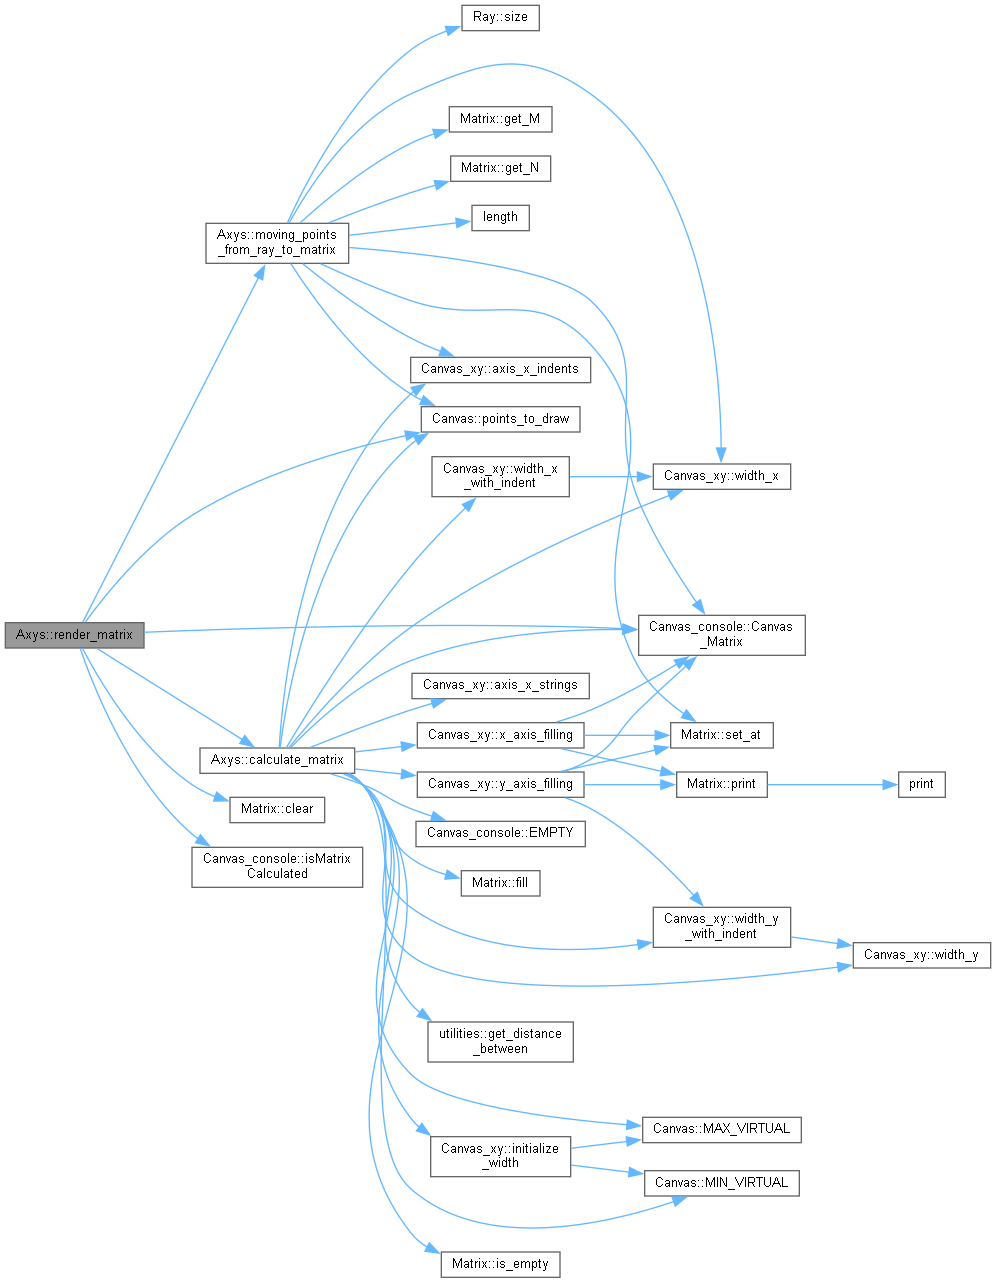 Ray::size
Matrix::get_M
Matrix::get_N
length
Axys::moving_points
_from_ray_to_matrix
Canvas_xy::axis_x_indents
Canvas::points_to_draw
Canvas_xy::width_x
_with_indent
Canvas_xy::width_x
Axys::render_matrix
Canvas_console::Canvas
_Matrix
Canvas_xy::axis_x_strings
Canvas_xy::x_axis_filling
Matrix::set_at
Axys::calculate_matrix
Canvas_xy::y_axis_filling
Matrix::print
print
Matrix::clear
Canvas_console::EMPTY
Canvas_console::isMatrix
Calculated
Matrix::fill
Canvas_xy::width_y
_with_indent
Canvas_xy::width_y
utilities::get_distance
_between
Canvas::MAX_VIRTUAL
Canvas_xy::initialize
_width
Canvas::MIN_VIRTUAL
Matrix::is_empty